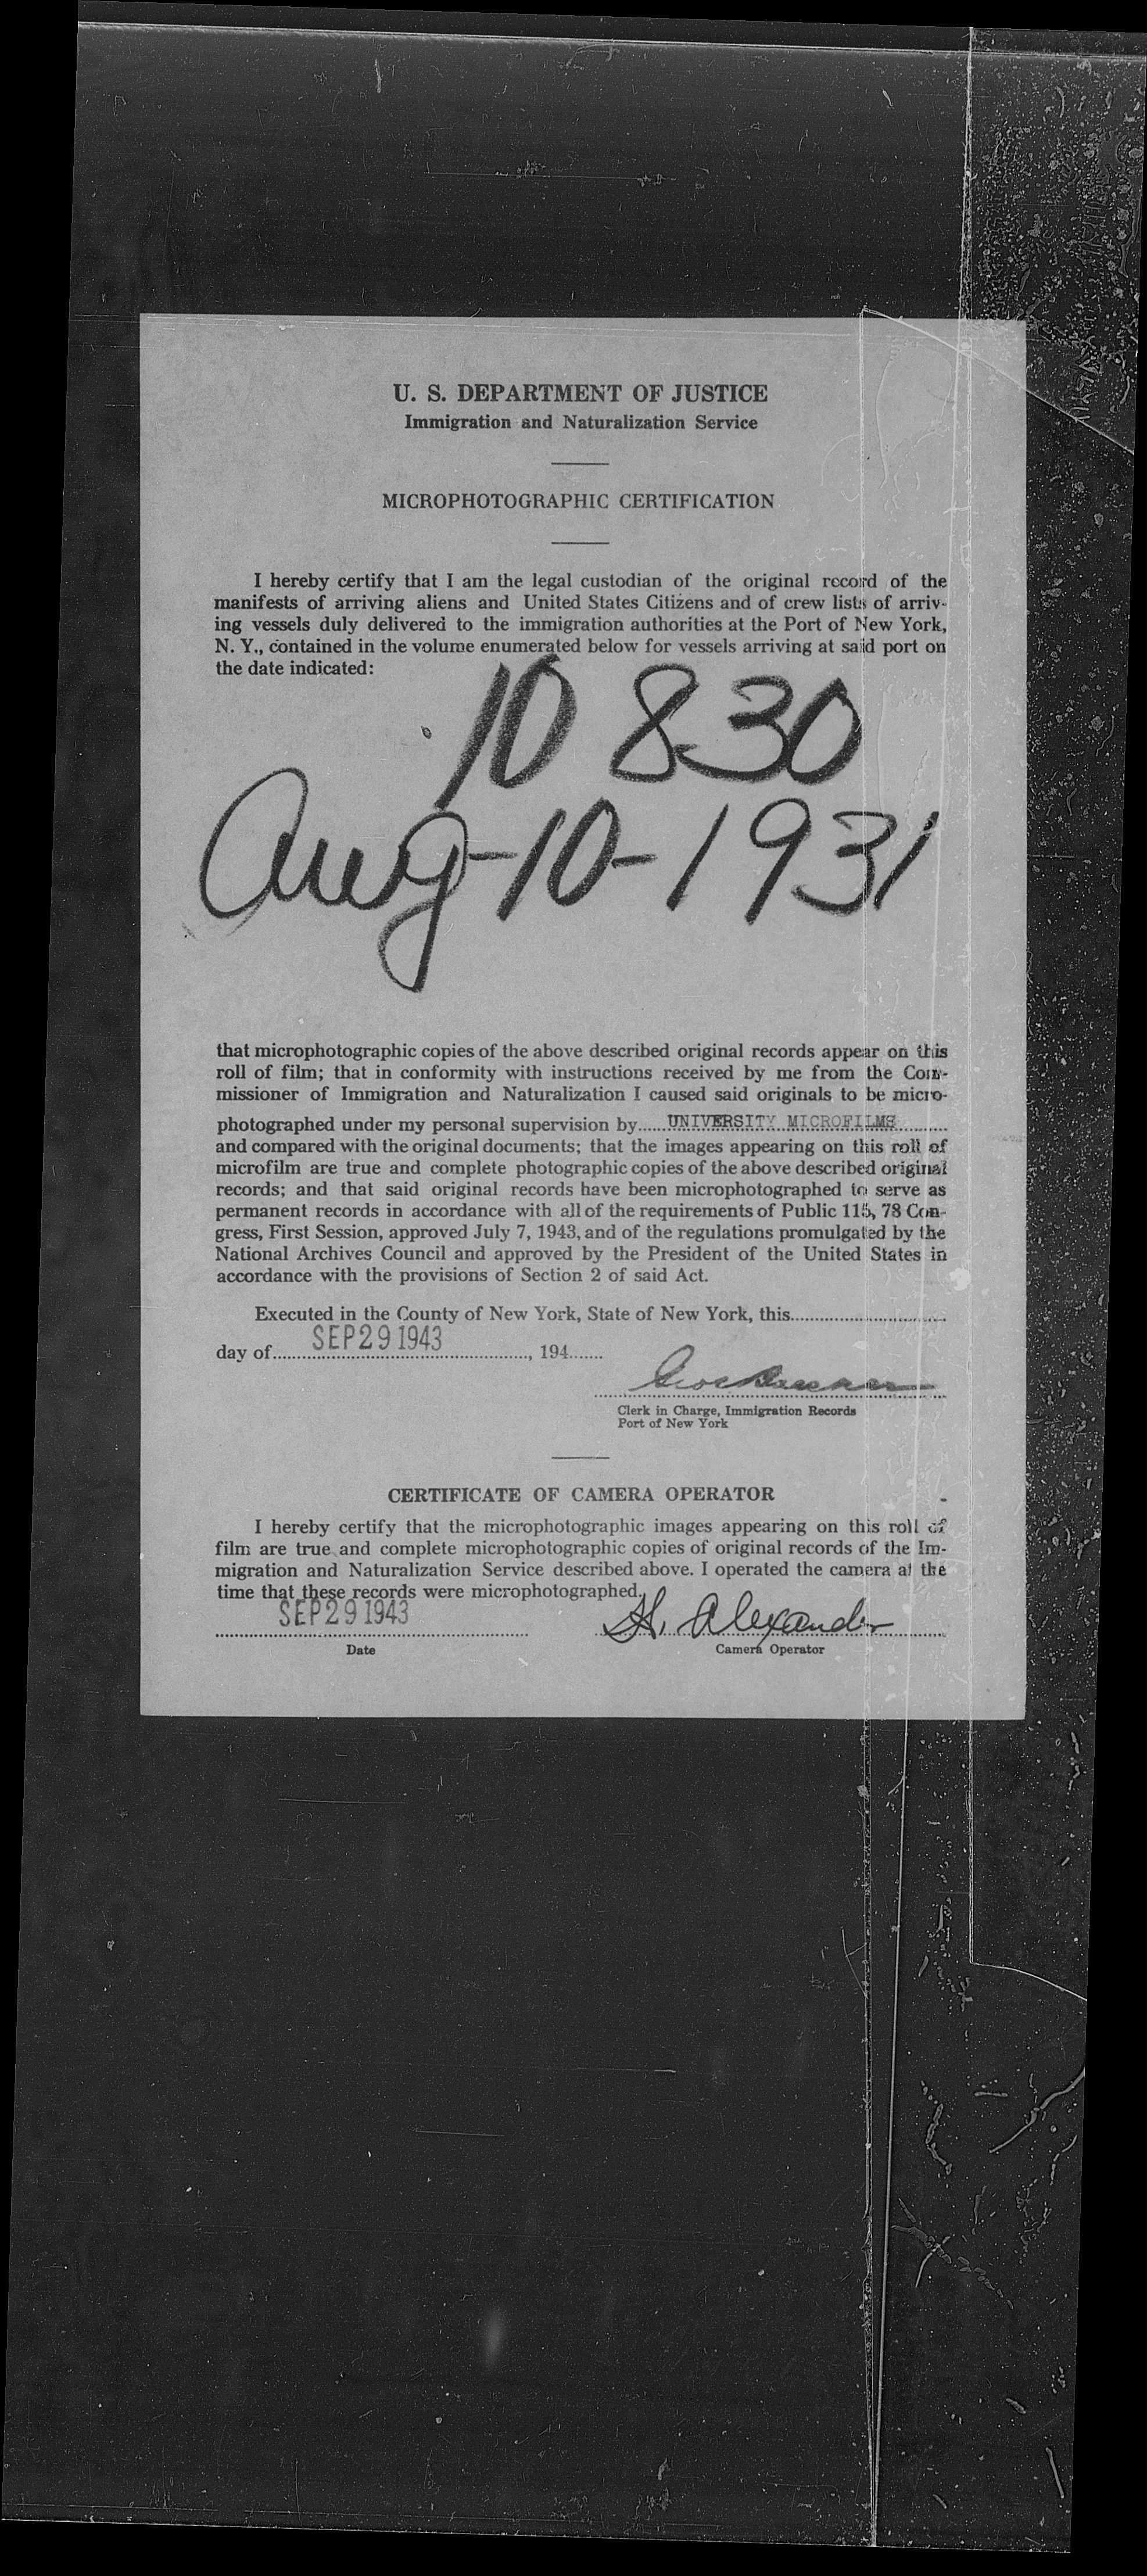 U. S. DEPARTMENT OF JUSTICE
Immigration and Naturalization Service
MICROPHOTOGRAPHIC CERTIFICATION
I hereby certify that I am the legal custodian of the original record of the
manifests of arriving aliens and United States Citizens and of crew lists of arriv-
ing vessels duly delivered to the immigration authorities at the Port of New York,
N. Y., contained in the volume enumerated below for vessels arriving at said port on
the date indicated:
10 830
Aug-10-1931
that microphotographic copies of the above described original records appear on this
roll of film; that in conformity with instructions received by me from the Com-
missioner of Immigration and Naturalization I caused said originals to be micro-
photographed under my personal supervision by......UNIVERSITY MICROFILMS..........
and compared with the original documents; that the images appearing on this roll of
microfilm are true and complete photographic copies of the above described original
records; and that said original records have been microphotographed to serve as
permanent records in accordance with all of the requirements of Public 115, 78 Con-
gress, First Session, approved July 7, 1943, and of the regulations promulgated by the
National Archives Council and approved by the President of the United States in
accordance with the provisions of Section 2 of said Act.
Executed in the County of New York, State of New York, this................................
day of SEP 29 1943, 194.......
Clerk in Charge, Immigration Records
Port of New York
CERTIFICATE OF CAMERA OPERATOR
I hereby certify that the microphotographic images appearing on this roll of
film are true and complete microphotographic copies of original records of the Im-
migration and Naturalization Service described above. I operated the camera at the
time that these records were microphotographed.
SEP 29 1943 H. Alexander
Date Camera Operator